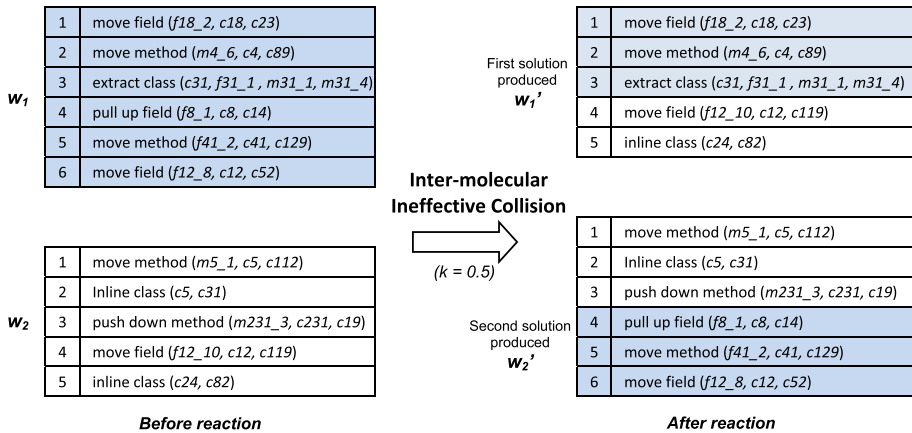 w1
1 move field (f18_2, c18, c23)
2 move method (m4_6, c4, c89)
3 extract class (c31, f31_1 , m31_1, m31_4)
4 pull up field (f8_1, c8, c14)
5 move method (f41_2, c41, c129)
6 move field (f12_8, c12, c52)
w2
1 move method (m5_1, c5, c112)
2 Inline class (c5, c31)
3 push down method (m231_3, c231, c19)
4 move field (f12_10, c12, c119)
5 inline class (c24, c82)
Before reaction
Inter-molecular
Ineffective Collision
(k = 0.5)
First solution
produced
w1'
1 move field (f18_2, c18, c23)
2 move method (m4_6, c4, c89)
3 extract class (c31, f31_1 , m31_1, m31_4)
4 move field (f12_10, c12, c119)
5 inline class (c24, c82)
Second solution
produced
w2'
1 move method (m5_1, c5, c112)
2 Inline class (c5, c31)
3 push down method (m231_3, c231, c19)
4 pull up field (f8_1, c8, c14)
5 move method (f41_2, c41, c129)
6 move field (f12_8, c12, c52)
After reaction